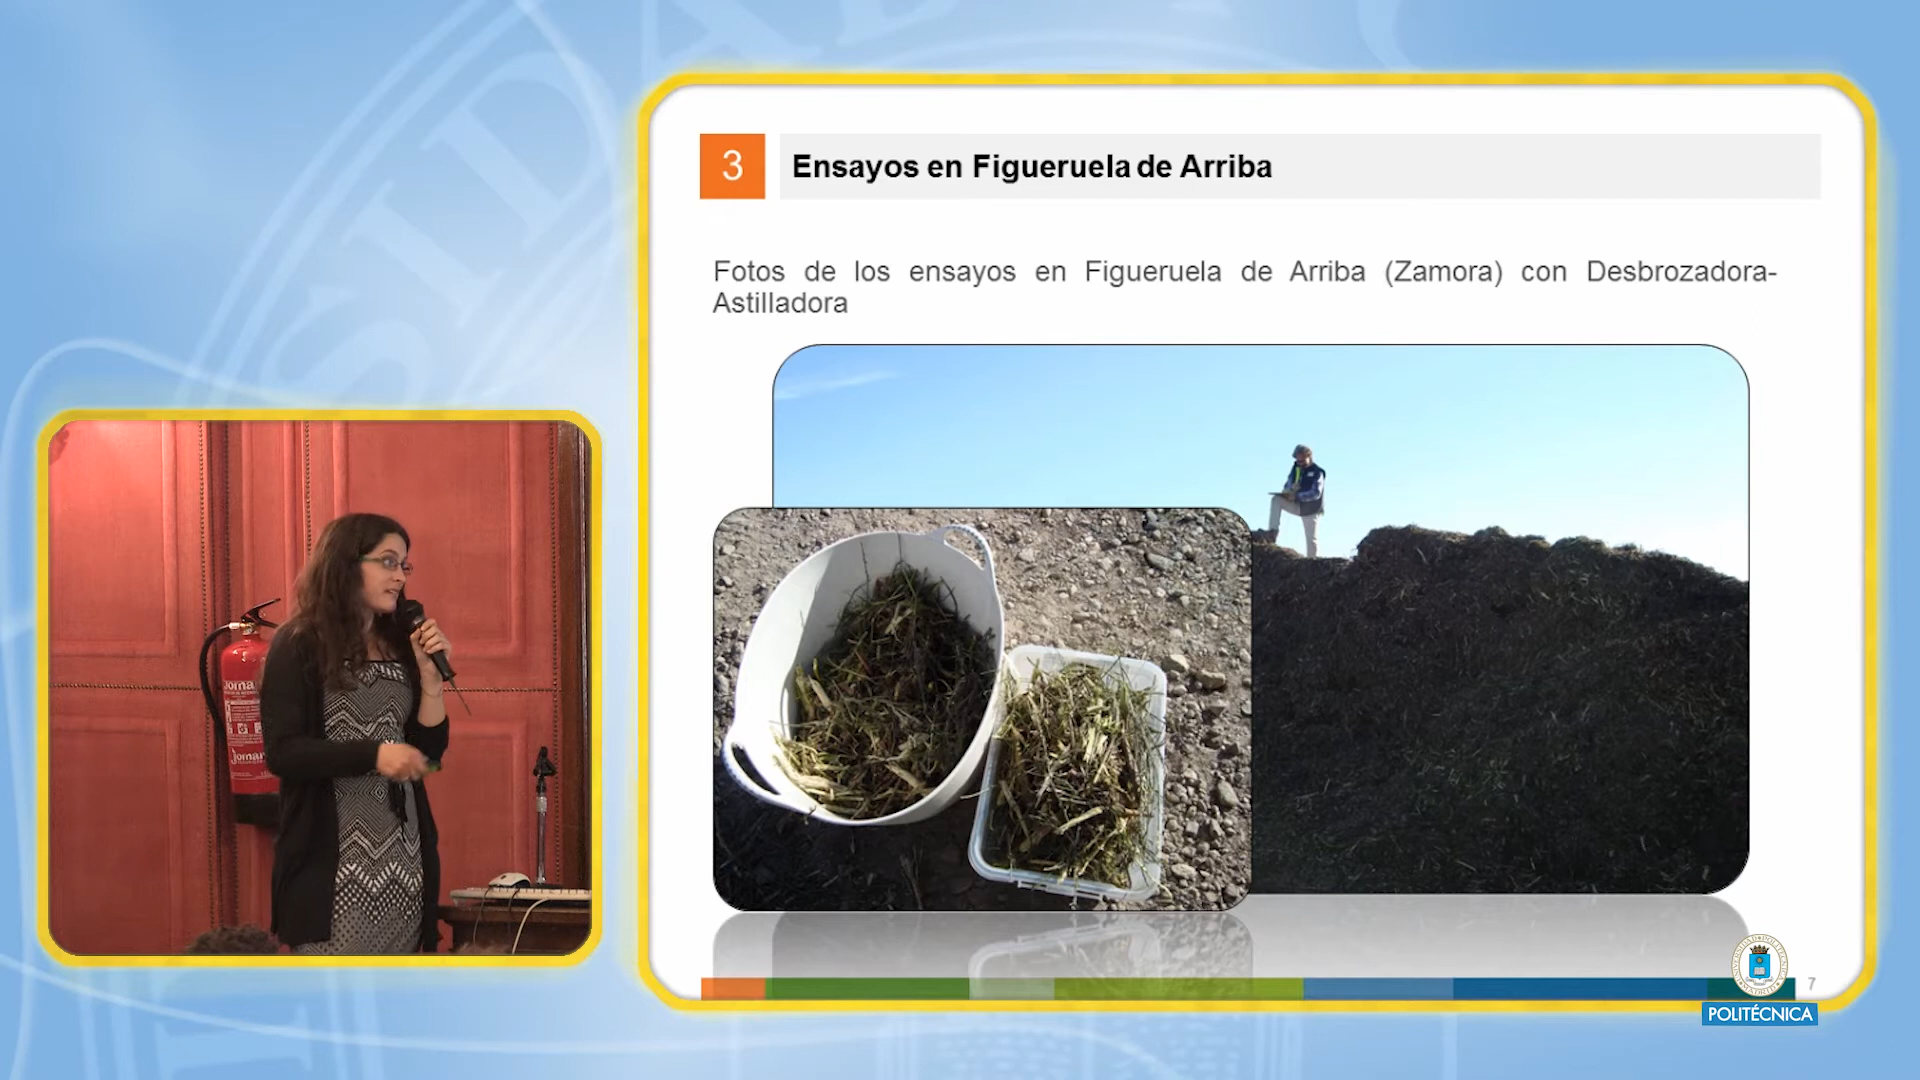 3
Ensayos en Figueruela de Arriba
Fotos de los ensayos en Figueruela de Arriba (Zamora) con Desbrozadora-
Astilladora
7
POLITÉCNICA